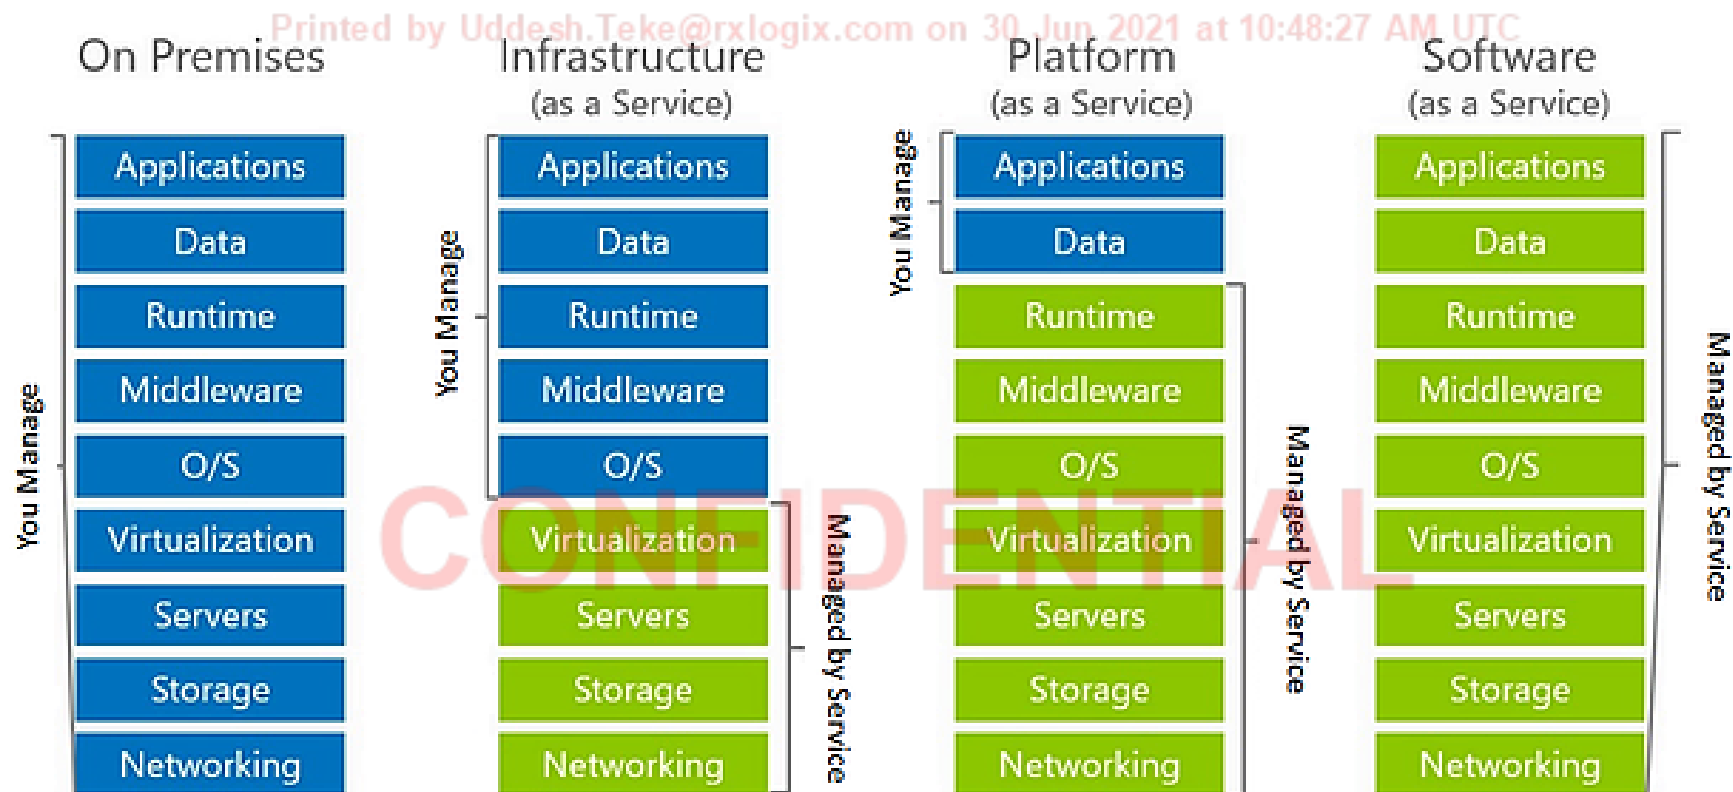 Printed by Uddesh.Teke@rxlogix.com on 30 Jun 2021 at 10:48:27 AM UTC
On Premises
You Manage
Applications
Data
Runtime
Middleware
O/S
Virtualization
Servers
Storage
Networking
Infrastructure
(as a Service)
You Manage
Applications
Data
Runtime
Middleware
O/S
Virtualization
Servers
Storage
Networking
Managed by Service
Platform
(as a Service)
You Manage
Applications
Data
Runtime
Middleware
O/S
Virtualization
Servers
Storage
Networking
Managed by Service
Software
(as a Service)
Applications
Data
Runtime
Middleware
O/S
Virtualization
Servers
Storage
Networking
Managed by Service
CONFIDENTIAL